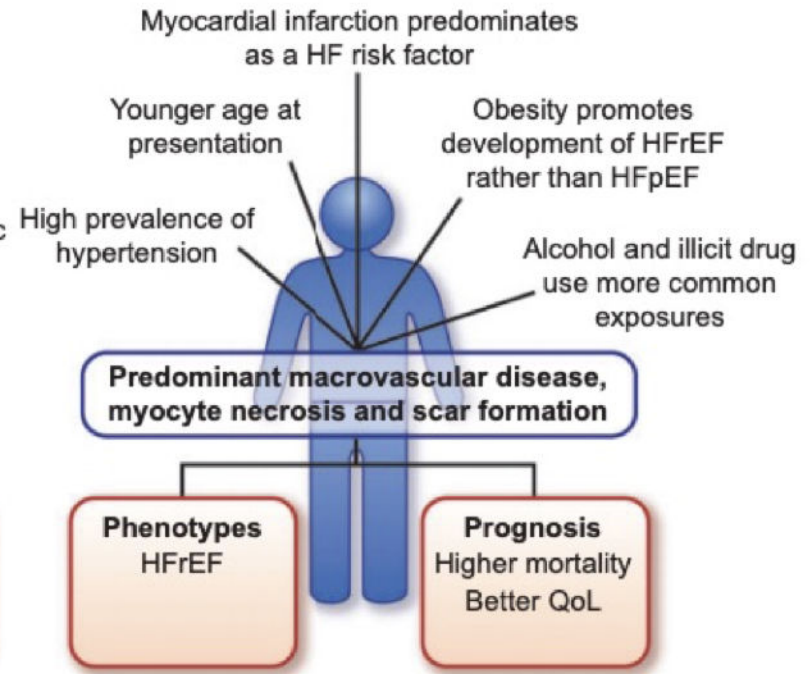 Myocardial infarction predominates
as a HF risk factor
Younger age at
presentation
Obesity promotes
development of HFrEF
rather than HFpEF
c
High prevalence of
hypertension
Alcohol and illicit drug
use more common
exposures
Predominant macrovascular disease,
myocyte necrosis and scar formation
Phenotypes
HFrEF
Prognosis
Higher mortality
Better QoL